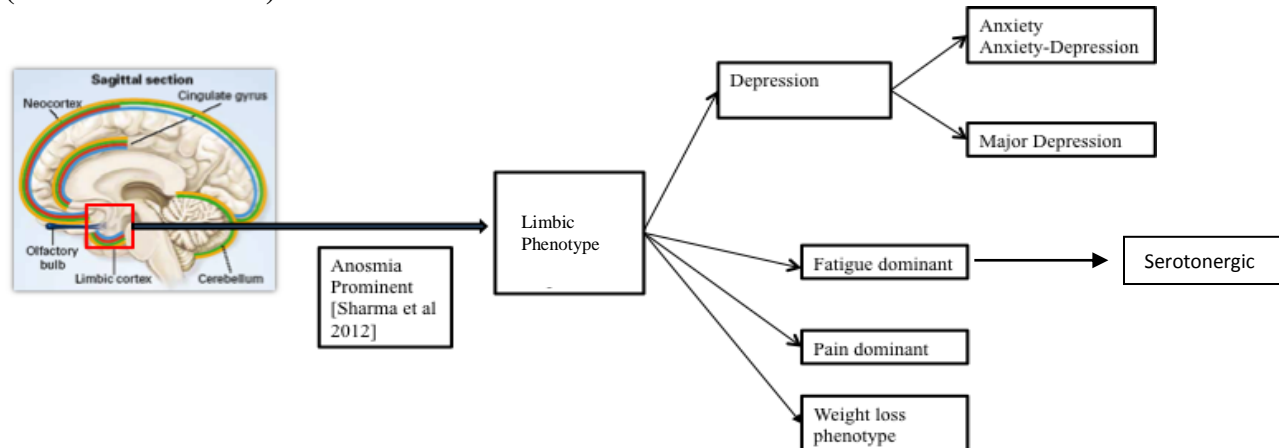 Sagittal section
Cingulate gyrus
Neocortex
Olfactory
bulb
Limbic cortex
Cerebellum
Anosmia
Prominent
[Sharma et al
2012]
Limbic
Phenotype
Depression
Anxiety
Anxiety-Depression
Major Depression
Fatigue dominant
Serotonergic
Pain dominant
Weight loss
phenotype